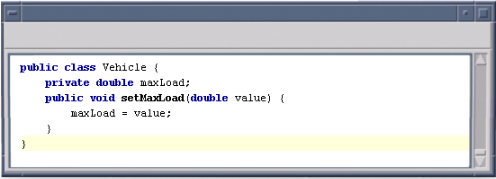 public class Vehicle {
    private double maxLoad;
    public void setMaxLoad(double value) {
        maxLoad = value;
    }
}